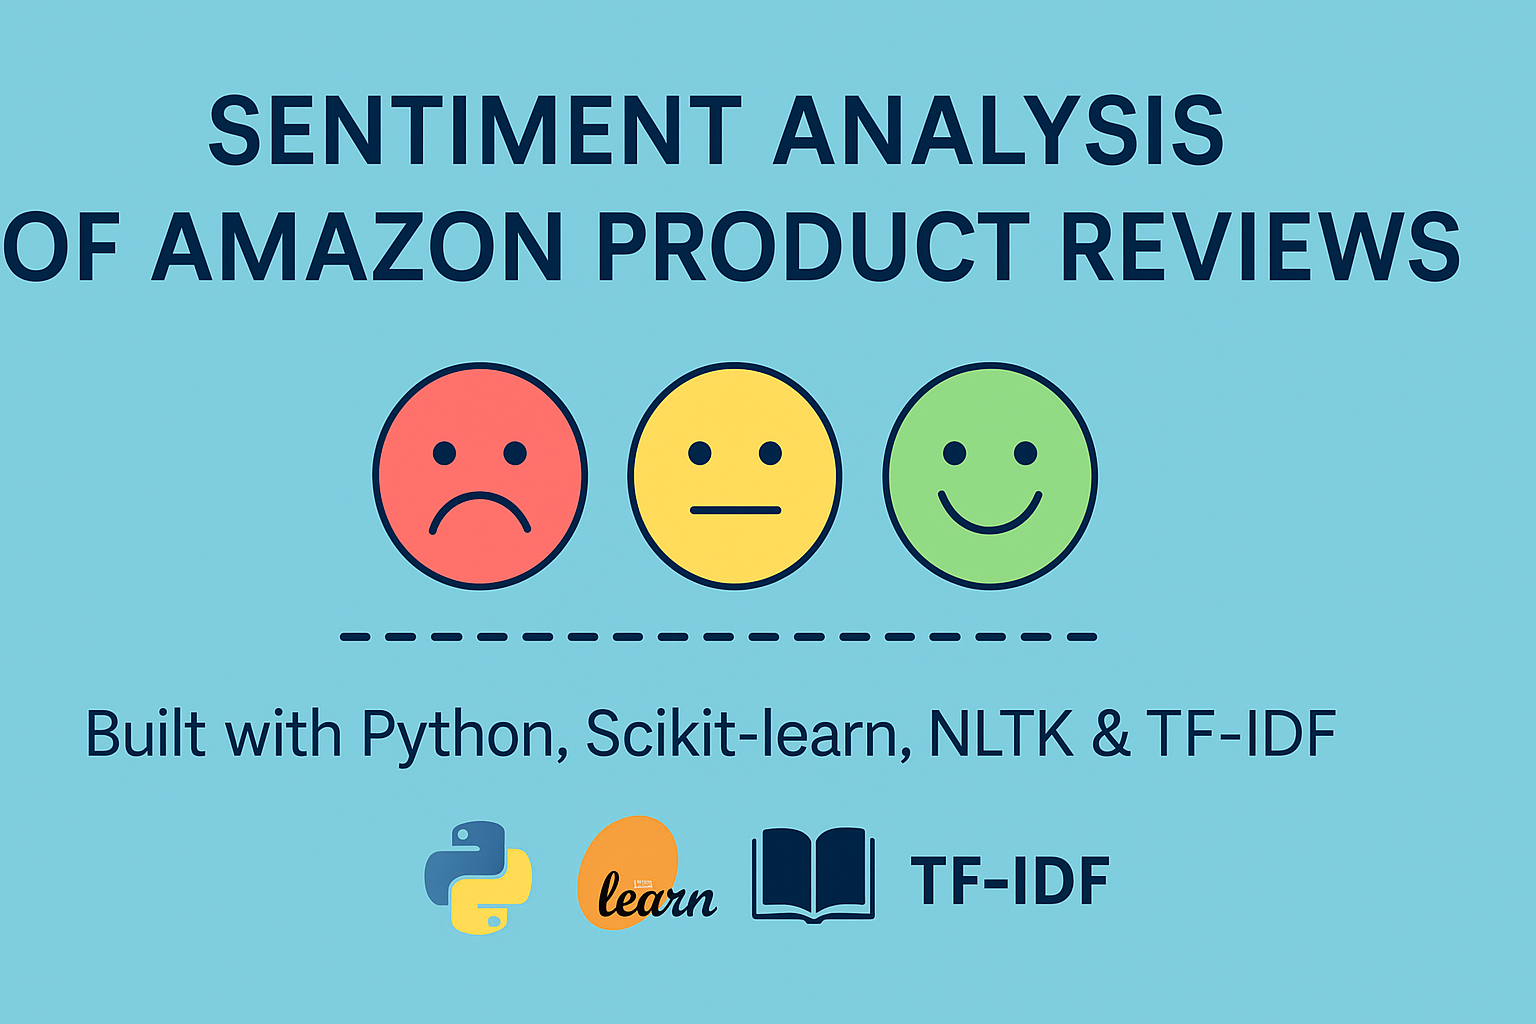 SENTIMENT ANALYSIS
OF AMAZON PRODUCT REVIEWS
Built with Python, Scikit-learn, NLTK & TF-IDF
learn
TF-IDF